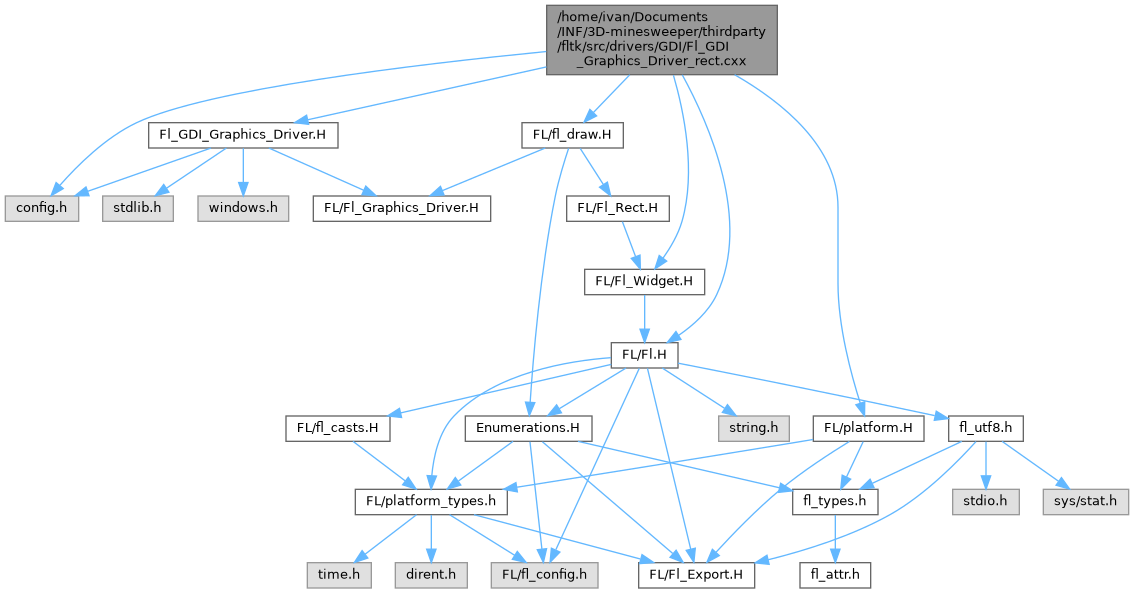 /home/ivan/Documents
/INF/3D-minesweeper/thirdparty
/fltk/src/drivers/GDI/Fl_GDI
_Graphics_Driver_rect.cxx
Fl_GDI_Graphics_Driver.H
FL/fl_draw.H
config.h
stdlib.h
windows.h
FL/Fl_Graphics_Driver.H
FL/Fl_Rect.H
FL/Fl_Widget.H
FL/Fl.H
FL/fl_casts.H
Enumerations.H
string.h
FL/platform.H
fl_utf8.h
FL/platform_types.h
fl_types.h
stdio.h
sys/stat.h
time.h
dirent.h
FL/fl_config.h
FL/Fl_Export.H
fl_attr.h